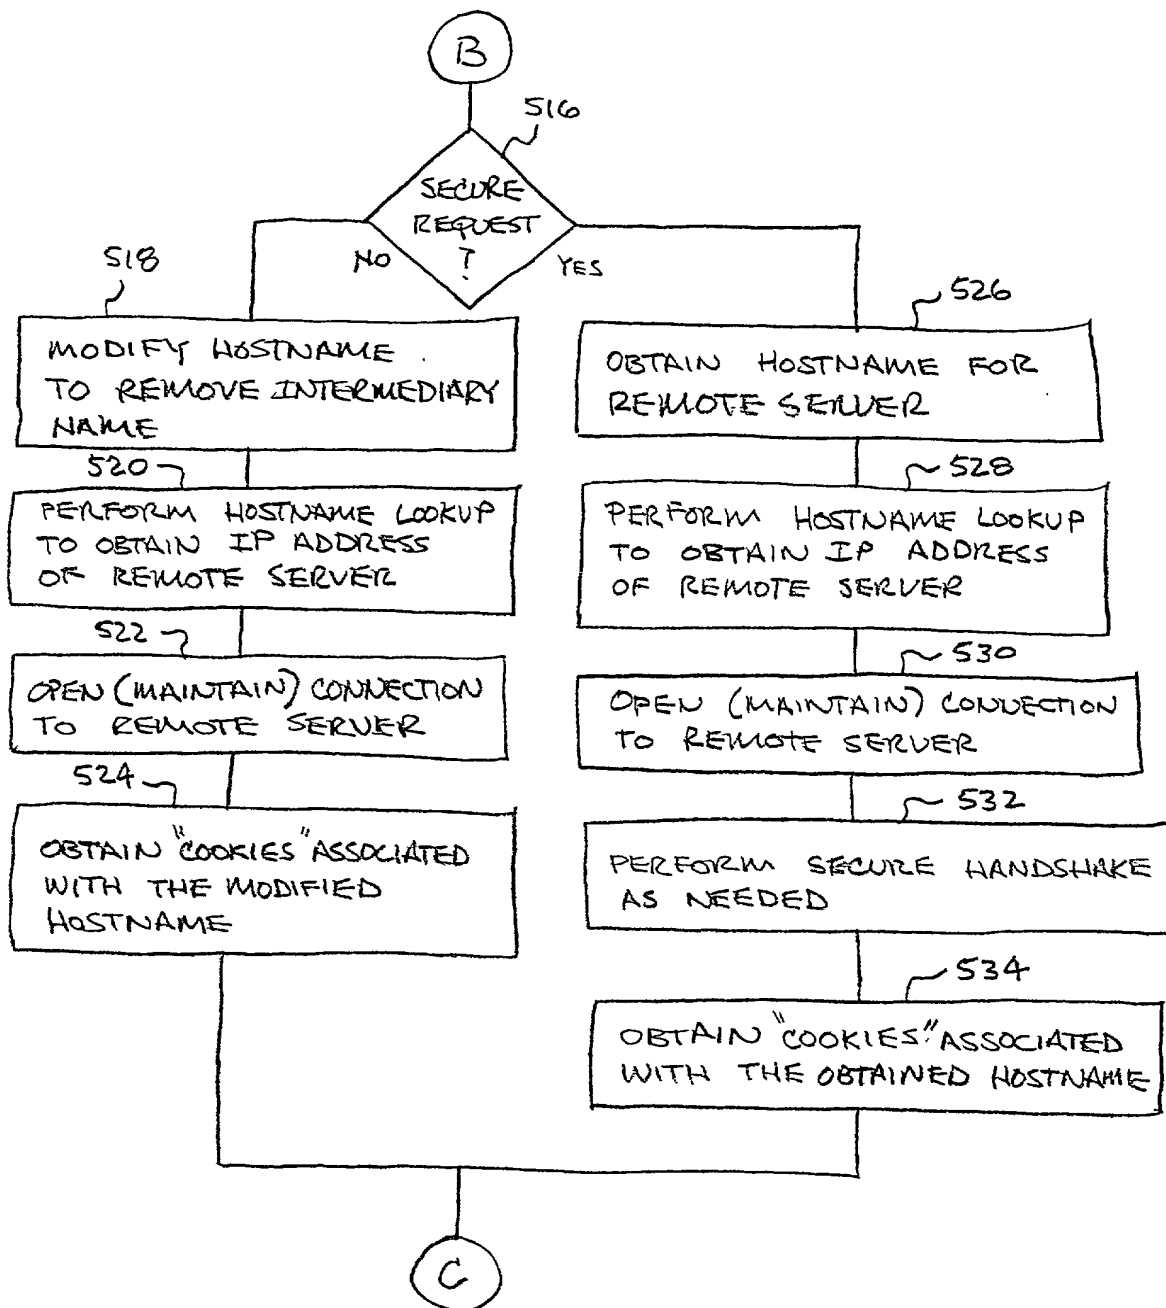 B
516
SECURE
REQUEST
?
NO
YES
518
MODIFY HOSTNAME
TO REMOVE INTERMEDIARY
NAME
520
PERFORM HOSTNAME LOOKUP
TO OBTAIN IP ADDRESS
OF REMOTE SERVER
522
OPEN (MAINTAIN) CONNECTION
TO REMOTE SERVER
524
OBTAIN "COOKIES" ASSOCIATED
WITH THE MODIFIED
HOSTNAME
526
OBTAIN HOSTNAME FOR
REMOTE SERVER
528
PERFORM HOSTNAME LOOKUP
TO OBTAIN IP ADDRESS
OF REMOTE SERVER
530
OPEN (MAINTAIN) CONNECTION
TO REMOTE SERVER
532
PERFORM SECURE HANDSHAKE
AS NEEDED
534
OBTAIN "COOKIES" ASSOCIATED
WITH THE OBTAINED HOSTNAME
C